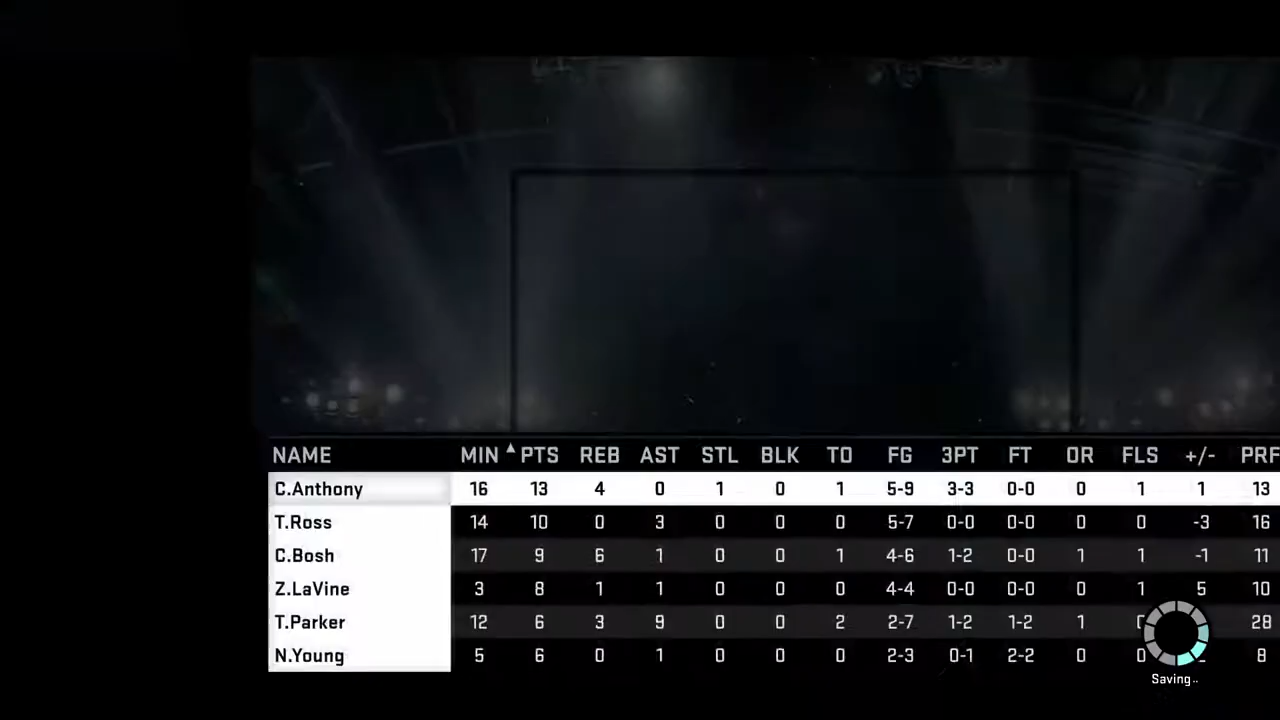 NAME MIN PTS REB AST STL BLK TO FG 3PT FT OR FLS +/- PRF
C.Anthony 16 13 4 0 1 0 1 5-9 3-3 0-0 0 1 1 13
T.Ross 14 10 0 3 0 0 0 5-7 0-0 0-0 0 0 -3 16
C.Bosh 17 9 6 1 0 0 1 4-6 1-2 0-0 1 1 -1 11
Z.LaVine 3 8 1 1 0 0 0 4-4 0-0 0-0 0 1 5 10
T.Parker 12 6 3 9 0 0 2 2-7 1-2 1-2 1 28
N.Young 5 6 0 1 0 0 0 2-3 0-1 2-2 0 0 8
Saving..